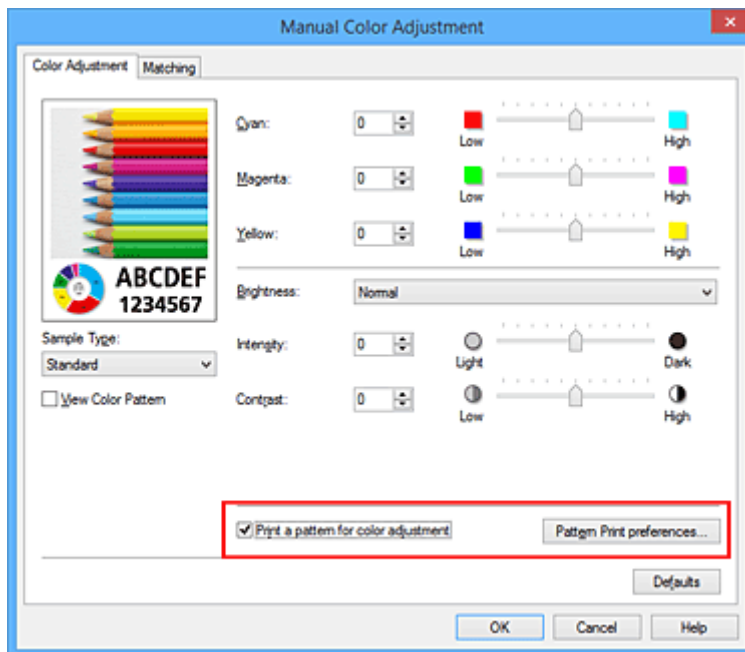 Manual Color Adjustment
Color Adjustment Matching
Cyan: 0 Low High
Magenta: 0 Low High
Yellow: 0 Low High
ABCDEF
1234567
Brightness: Normal
Sample Type:
Standard
Intensity: 0 Light Dark
View Color Pattern
Contrast: 0 Low High
Print a pattern for color adjustment Pattern Print preferences...
Defaults
OK Cancel Help